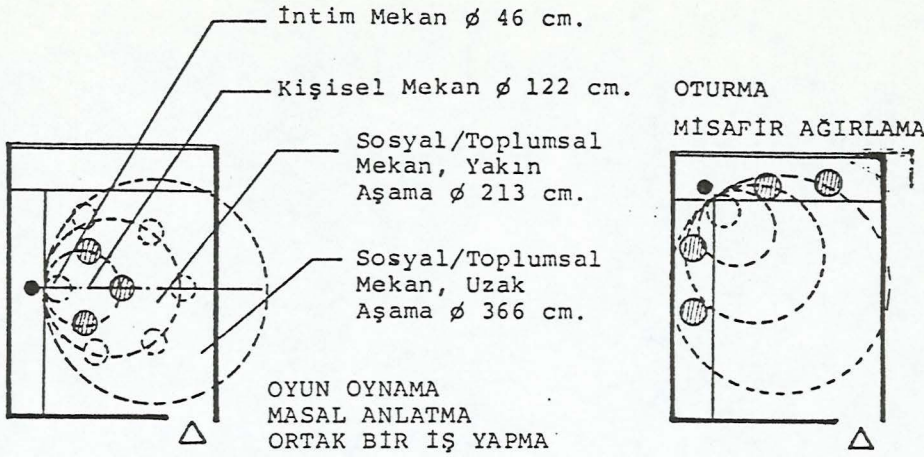 İntim Mekan ø 46 cm.
Kişisel Mekan ø 122 cm.
Sosyal/Toplumsal
Mekan, Yakın
Aşama ø 213 cm.
Sosyal/Toplumsal
Mekan, Uzak
Aşama ø 366 cm.
OYUN OYNAMA
MASAL ANLATMA
ORTAK BİR İŞ YAPMA
OTURMA
MİSAFİR AĞIRLAMA